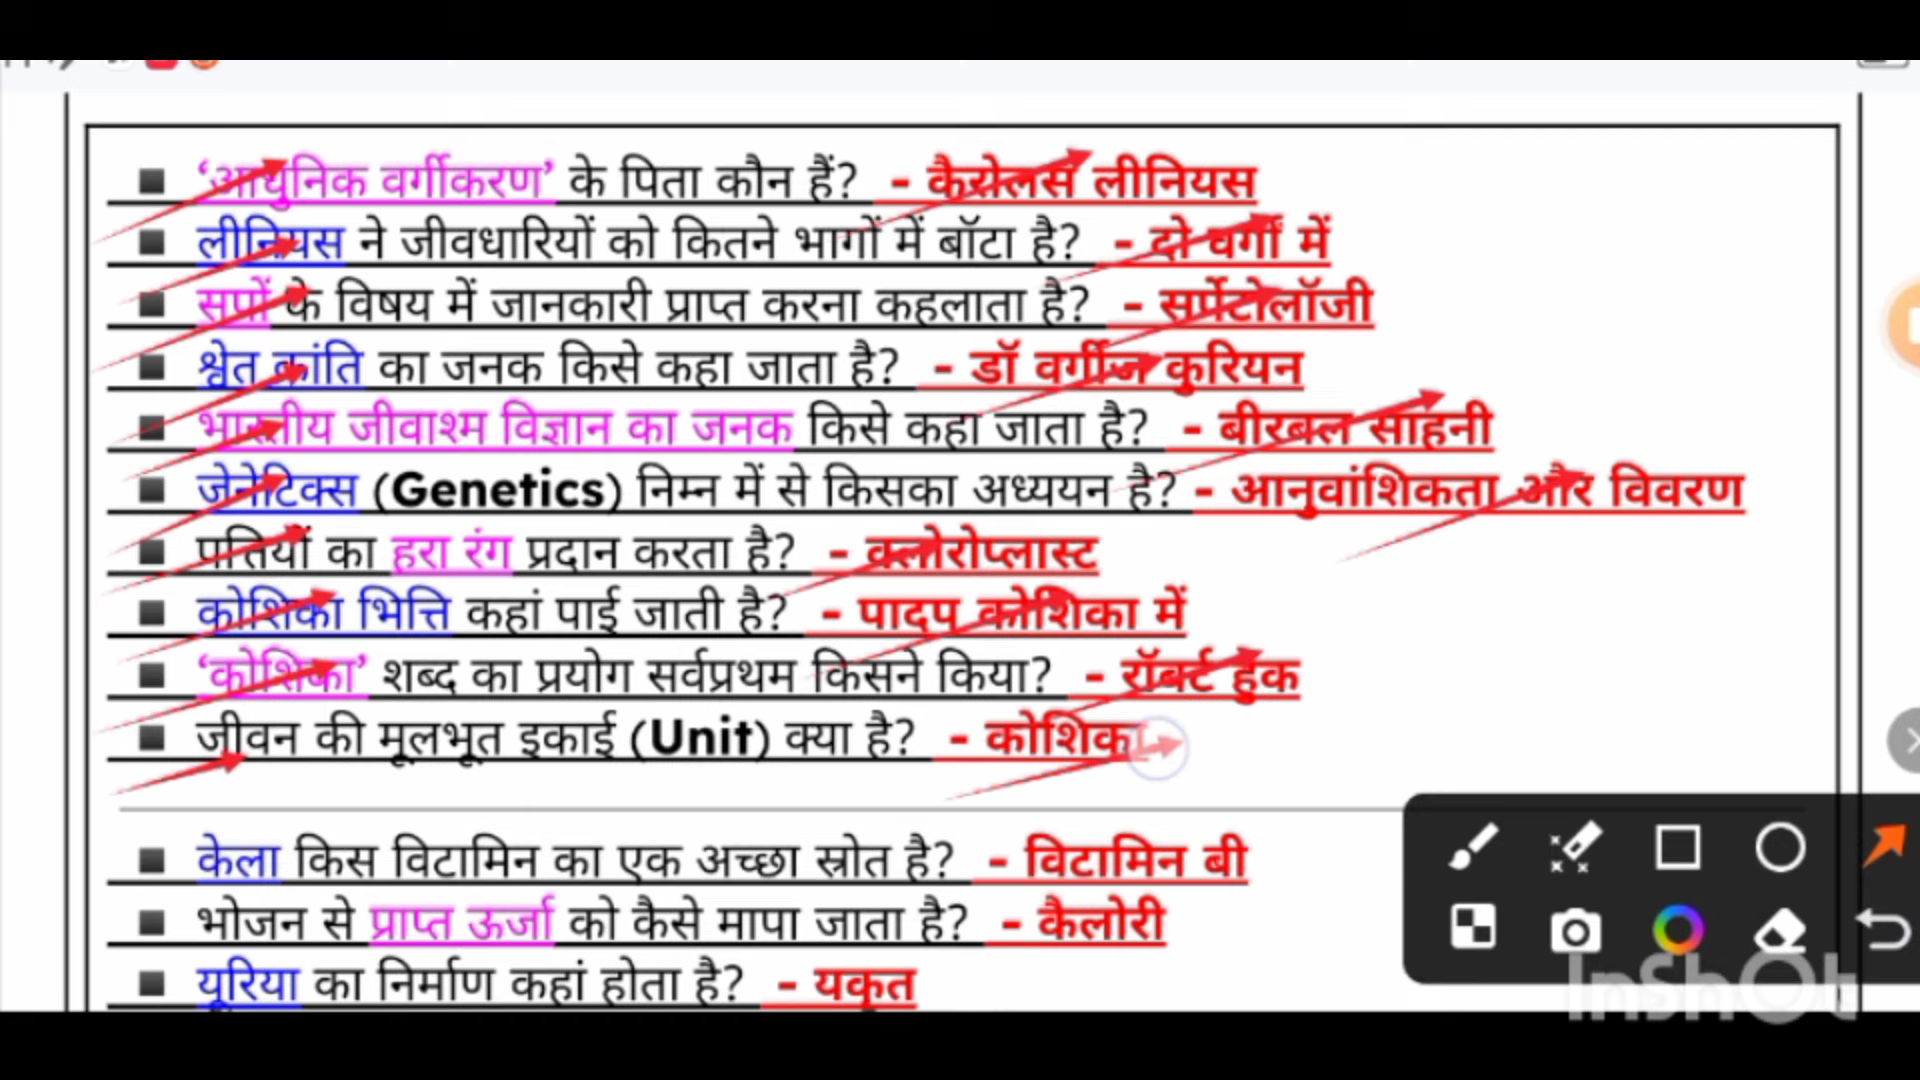 ■ ‘आधुनिक वर्गीकरण’ के पिता कौन हैं? - कैरोलस लीनियस
■ लीनियस ने जीवधारियों को कितने भागों में बॉटा है? - दो वर्गो में
■ सर्पो के विषय में जानकारी प्राप्त करना कहलाता है? - सर्पेटोलॉजी
■ श्वेत क्रांति का जनक किसे कहा जाता है? - डॉ वर्गीज कुरियन
■ भारतीय जीवाश्म विज्ञान का जनक किसे कहा जाता है? - बीरबल साहनी
■ जेनेटिक्स (Genetics) निम्न में से किसका अध्ययन है? - आनुवांशिकता और विवरण
■ पत्तियों का हरा रंग प्रदान करता है? - क्लोरोप्लास्ट
■ कोशिका भित्ति कहां पाई जाती है? - पादप कोशिका में
■ ‘कोशिका’ शब्द का प्रयोग सर्वप्रथम किसने किया? - रॉबर्ट हुक
■ जीवन की मूलभूत इकाई (Unit) क्या है? - कोशिका
■ केला किस विटामिन का एक अच्छा स्रोत है? - विटामिन बी
■ भोजन से प्राप्त ऊर्जा को कैसे मापा जाता है? - कैलोरी
■ यूरिया का निर्माण कहां होता है? - यकृत
InShOt